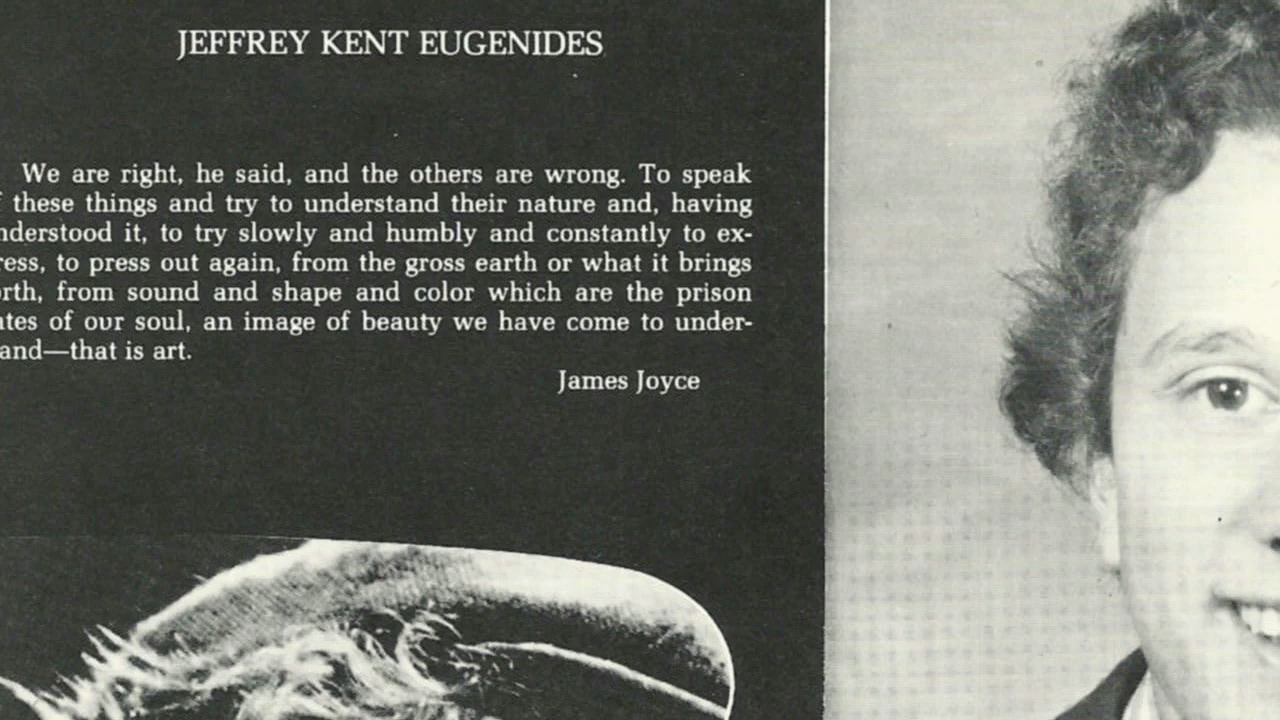 JEFFREY KENT EUGENIDES
We are right, he said, and the others are wrong. To speak
these things and try to understand their nature and, having
nderstood it, to try slowly and humbly and constantly to ex-
ress, to press out again, from the gross earth or what it brings
orth, from sound and shape and color which are the prison
ates of our soul, an image of beauty we have come to under-
and—that is art.
James Joyce